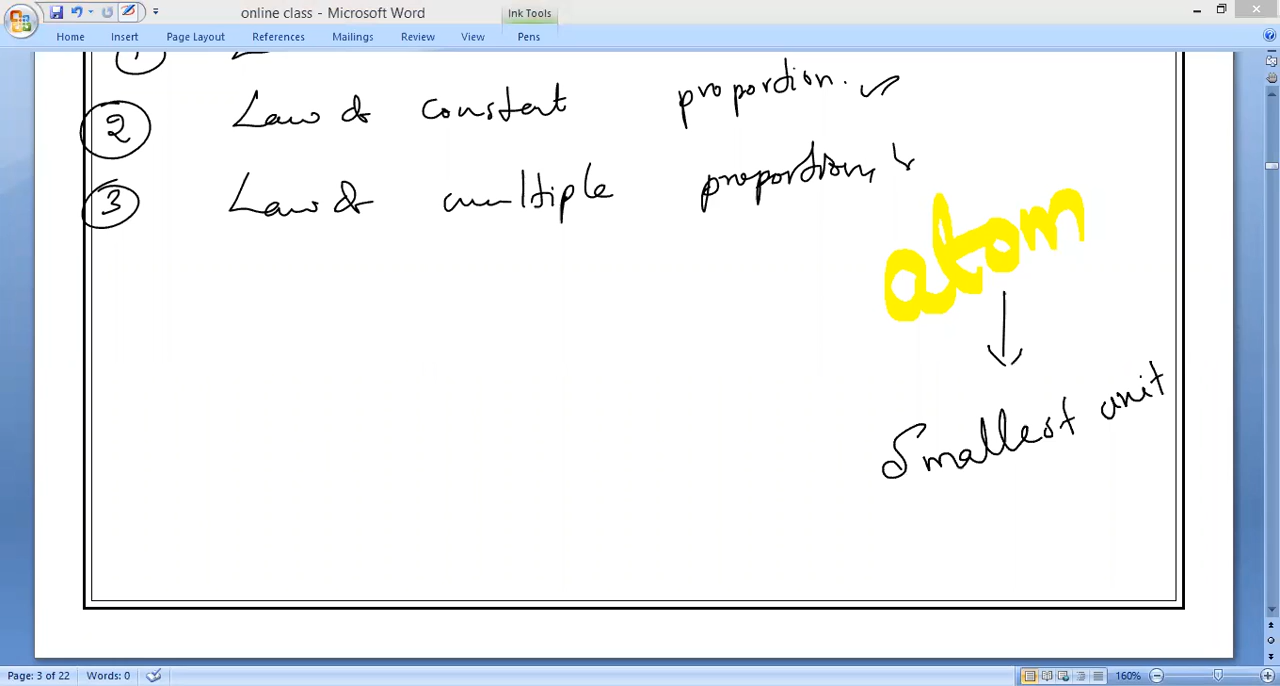 online class - Microsoft Word
Ink Tools
Home Insert Page Layout References Mailings Review View Pens
2 Law of constant proportion.
3 Law of multiple proportion,
atom
Smallest unit
Page: 3 of 22 Words: 0 160%